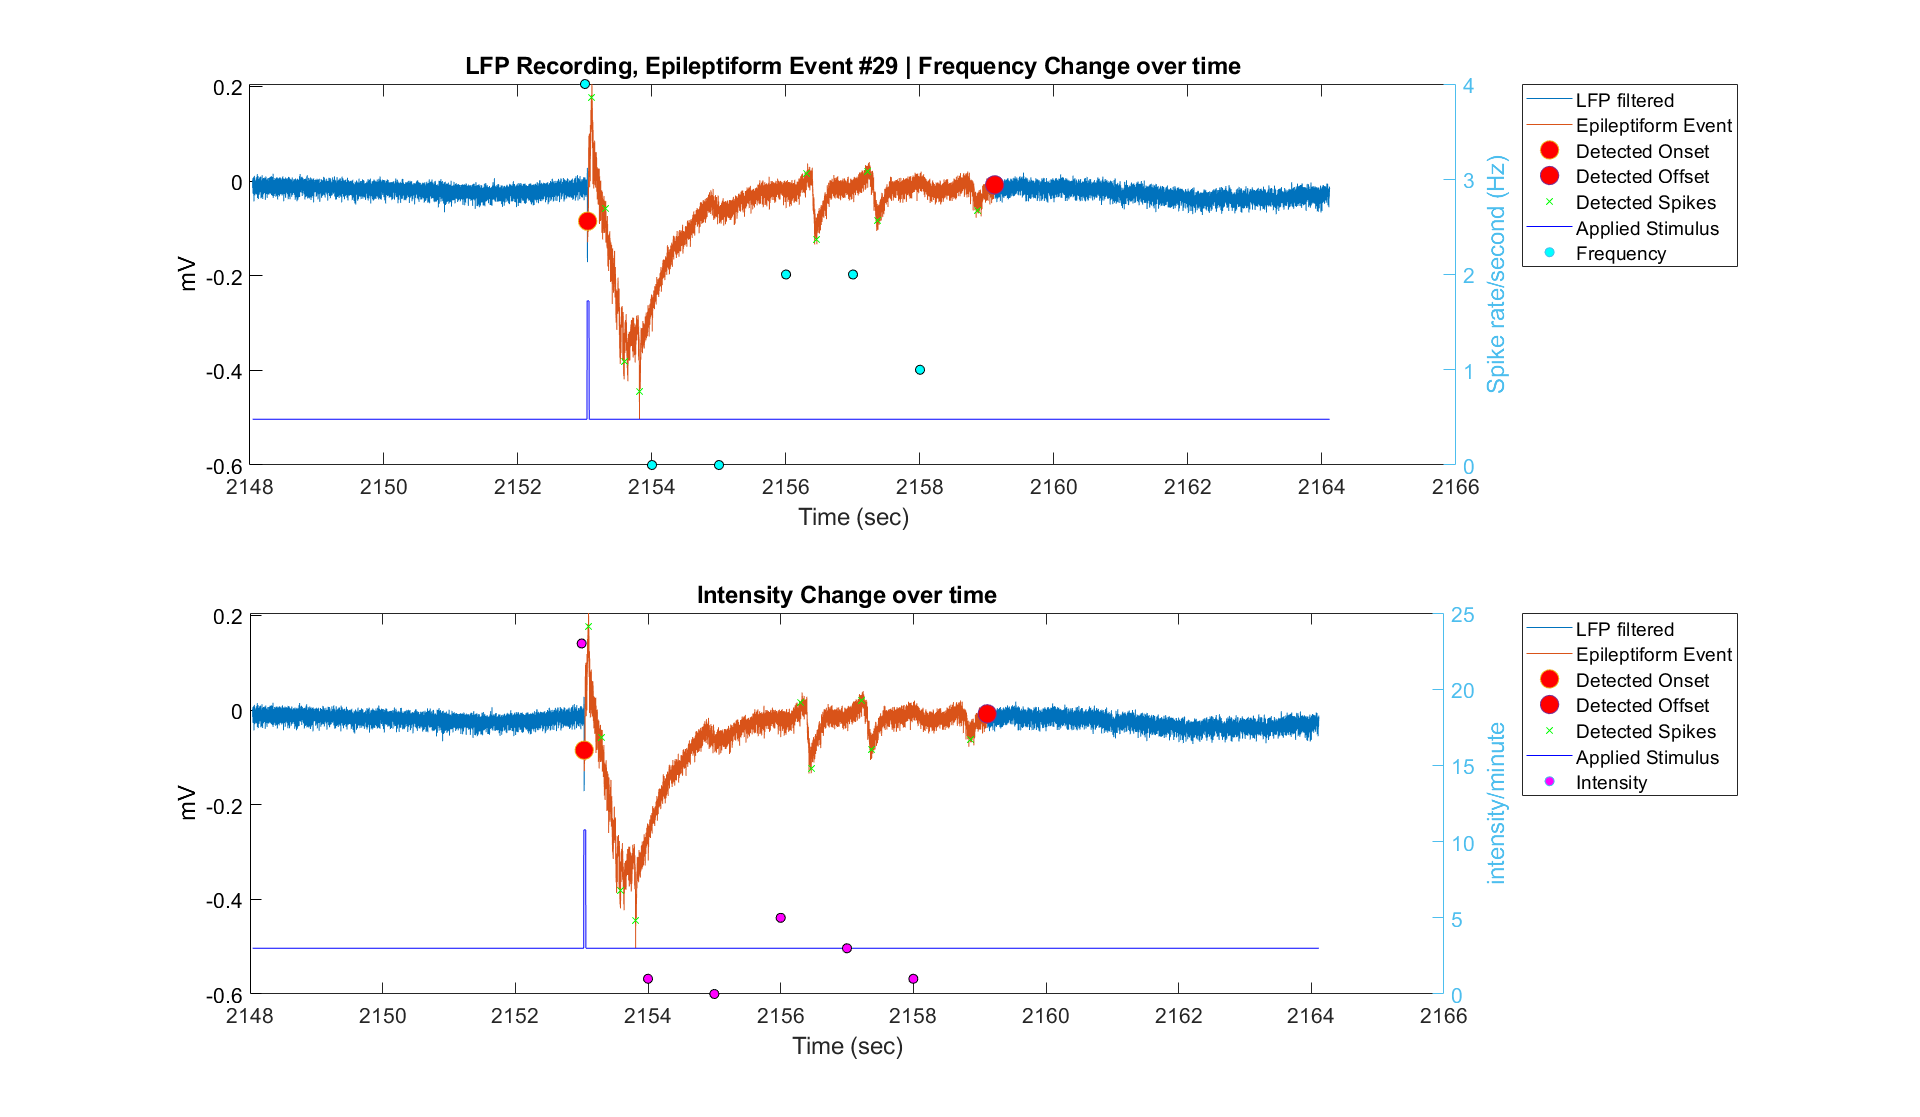 LFP Recording, Epileptiform Event #29 | Frequency Change over time
0.2
0
-0.2
-0.4
-0.6
mV
4
3
2
1
0
Spike rate/second (Hz)
2148 2150 2152 2154 2156 2158 2160 2162 2164 2166
Time (sec)
LFP filtered
Epileptiform Event
Detected Onset
Detected Offset
Detected Spikes
Applied Stimulus
Frequency
Intensity Change over time
0.2
0
-0.2
-0.4
-0.6
mV
25
20
15
10
5
0
intensity/minute
2148 2150 2152 2154 2156 2158 2160 2162 2164 2166
Time (sec)
LFP filtered
Epileptiform Event
Detected Onset
Detected Offset
Detected Spikes
Applied Stimulus
Intensity